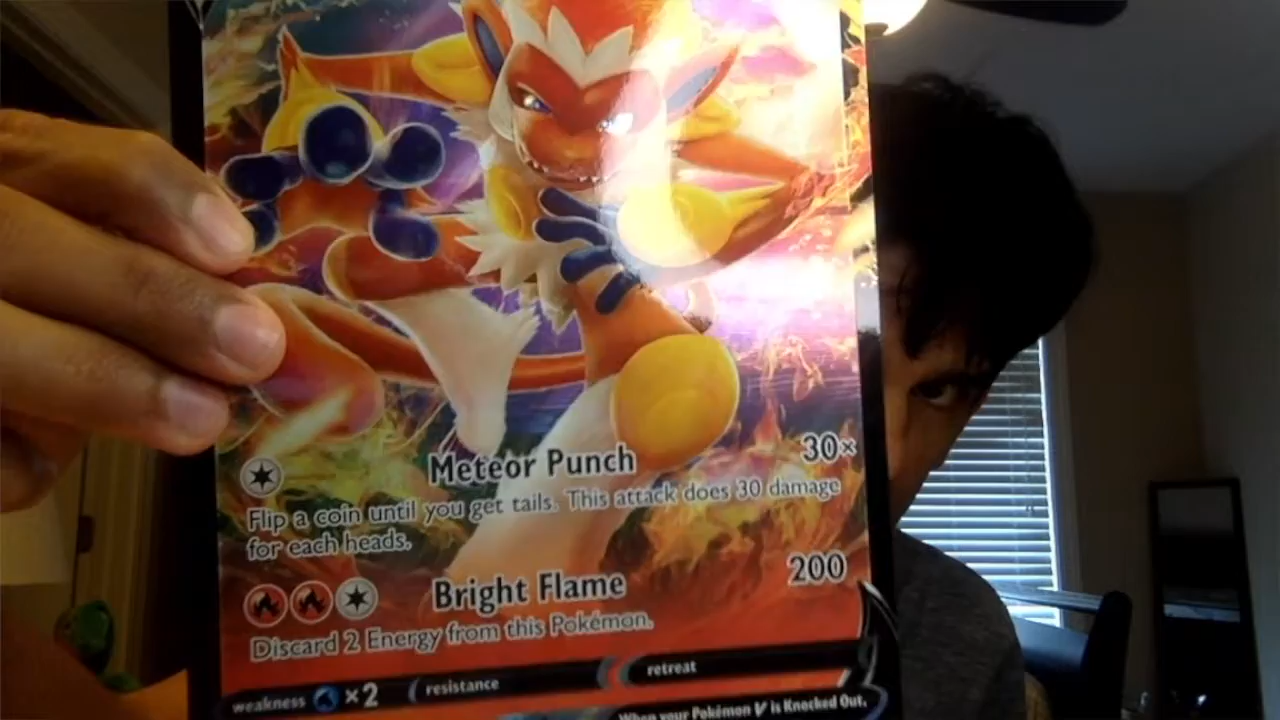 Meteor Punch 30×
Flip a coin until you get tails. This attack does 30 damage
for each heads.
Bright Flame 200
Discard 2 Energy from this Pokémon.
weakness ×2 resistance retreat
When your Pokémon V is Knocked Out,